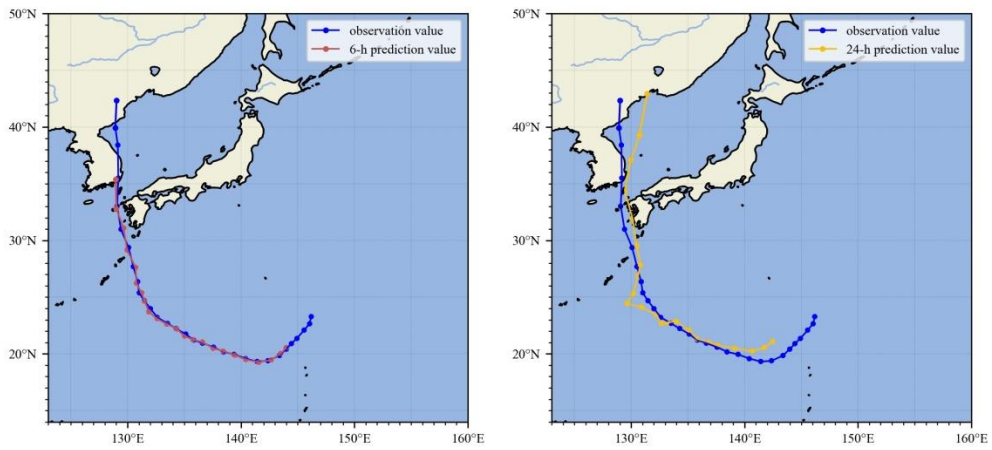 50°N
40°N
30°N
20°N
130°E 140°E 150°E 160°E
observation value
6-h prediction value
50°N
40°N
30°N
20°N
130°E 140°E 150°E 160°E
observation value
24-h prediction value